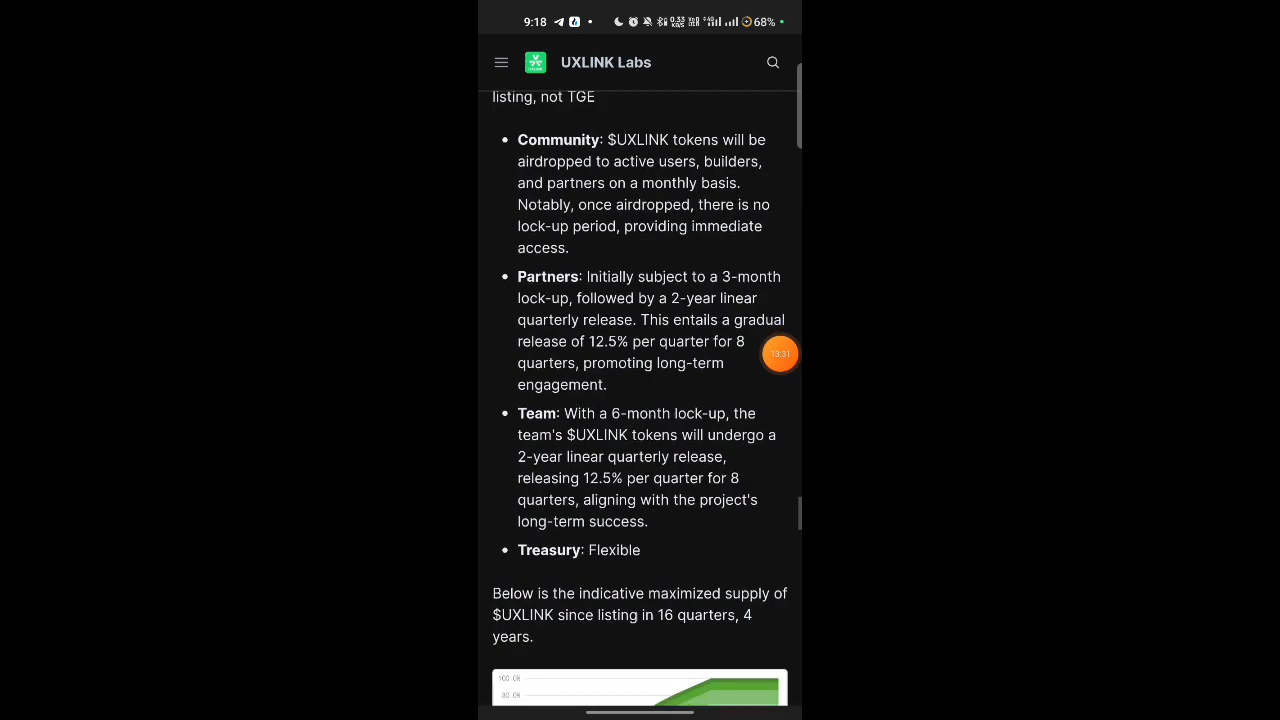 9:18
0.33 KB/S
68%
UXLINK Labs
listing, not TGE
• Community: $UXLINK tokens will be
airdropped to active users, builders,
and partners on a monthly basis.
Notably, once airdropped, there is no
lock-up period, providing immediate
access.
• Partners: Initially subject to a 3-month
lock-up, followed by a 2-year linear
quarterly release. This entails a gradual
release of 12.5% per quarter for 8
quarters, promoting long-term
engagement.
13:31
• Team: With a 6-month lock-up, the
team's $UXLINK tokens will undergo a
2-year linear quarterly release,
releasing 12.5% per quarter for 8
quarters, aligning with the project's
long-term success.
• Treasury: Flexible
Below is the indicative maximized supply of
$UXLINK since listing in 16 quarters, 4
years.